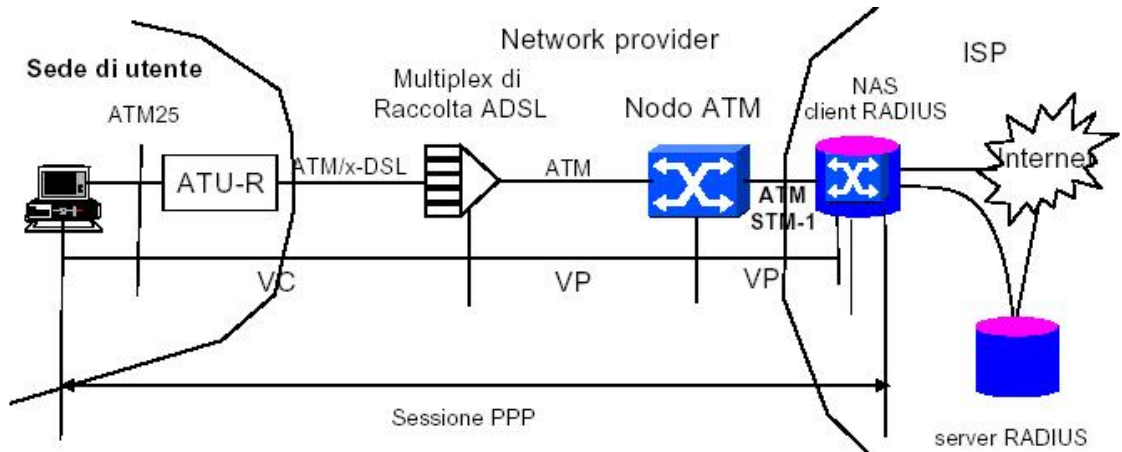 Network provider
ISP
Sede di utente
Multiplex di
Raccolta ADSL
NAS
client RADIUS
ATM25
Nodo ATM
Internet
ATU-R
ATM/x-DSL
ATM
ATM
STM-1
VC
VP
VP
Sessione PPP
server RADIUS